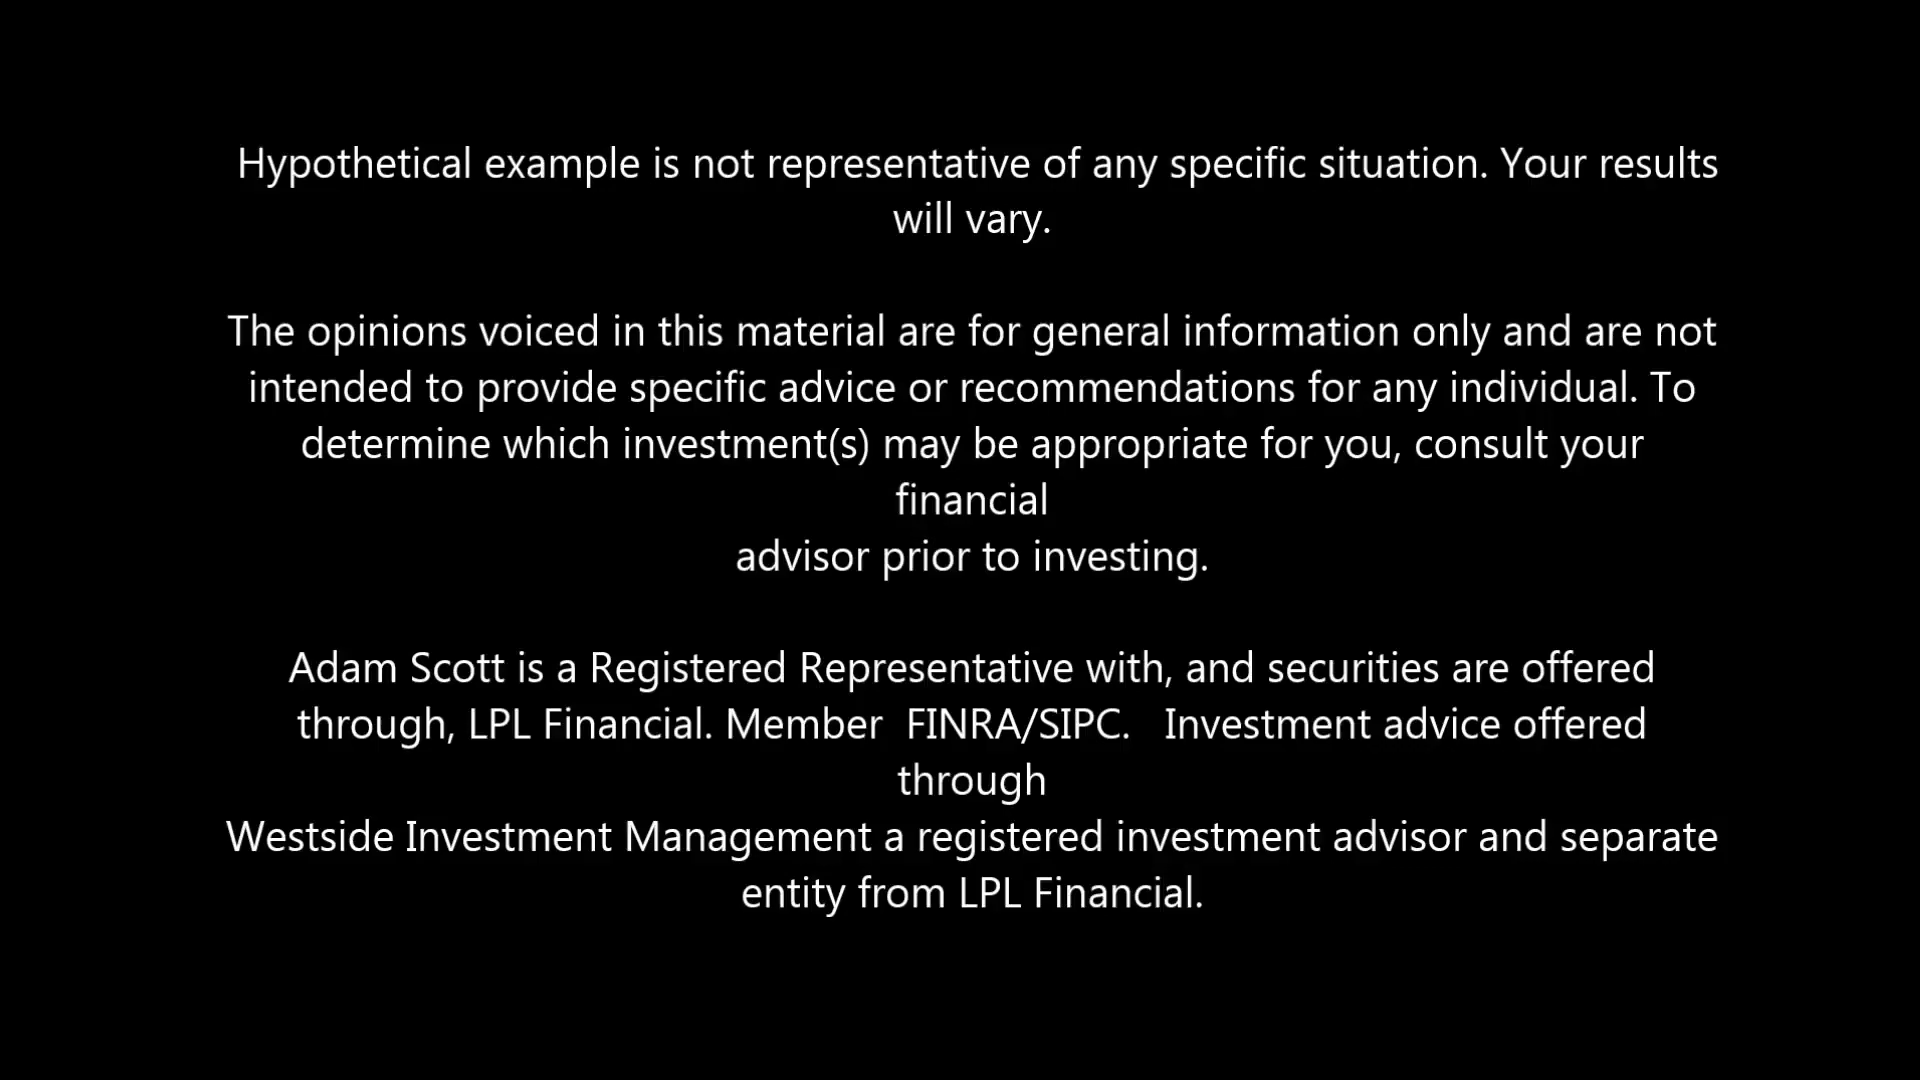 Hypothetical example is not representative of any specific situation. Your results
will vary.
The opinions voiced in this material are for general information only and are not
intended to provide specific advice or recommendations for any individual. To
determine which investment(s) may be appropriate for you, consult your
financial
advisor prior to investing.
Adam Scott is a Registered Representative with, and securities are offered
through, LPL Financial. Member  FINRA/SIPC.   Investment advice offered
through
Westside Investment Management a registered investment advisor and separate
entity from LPL Financial.